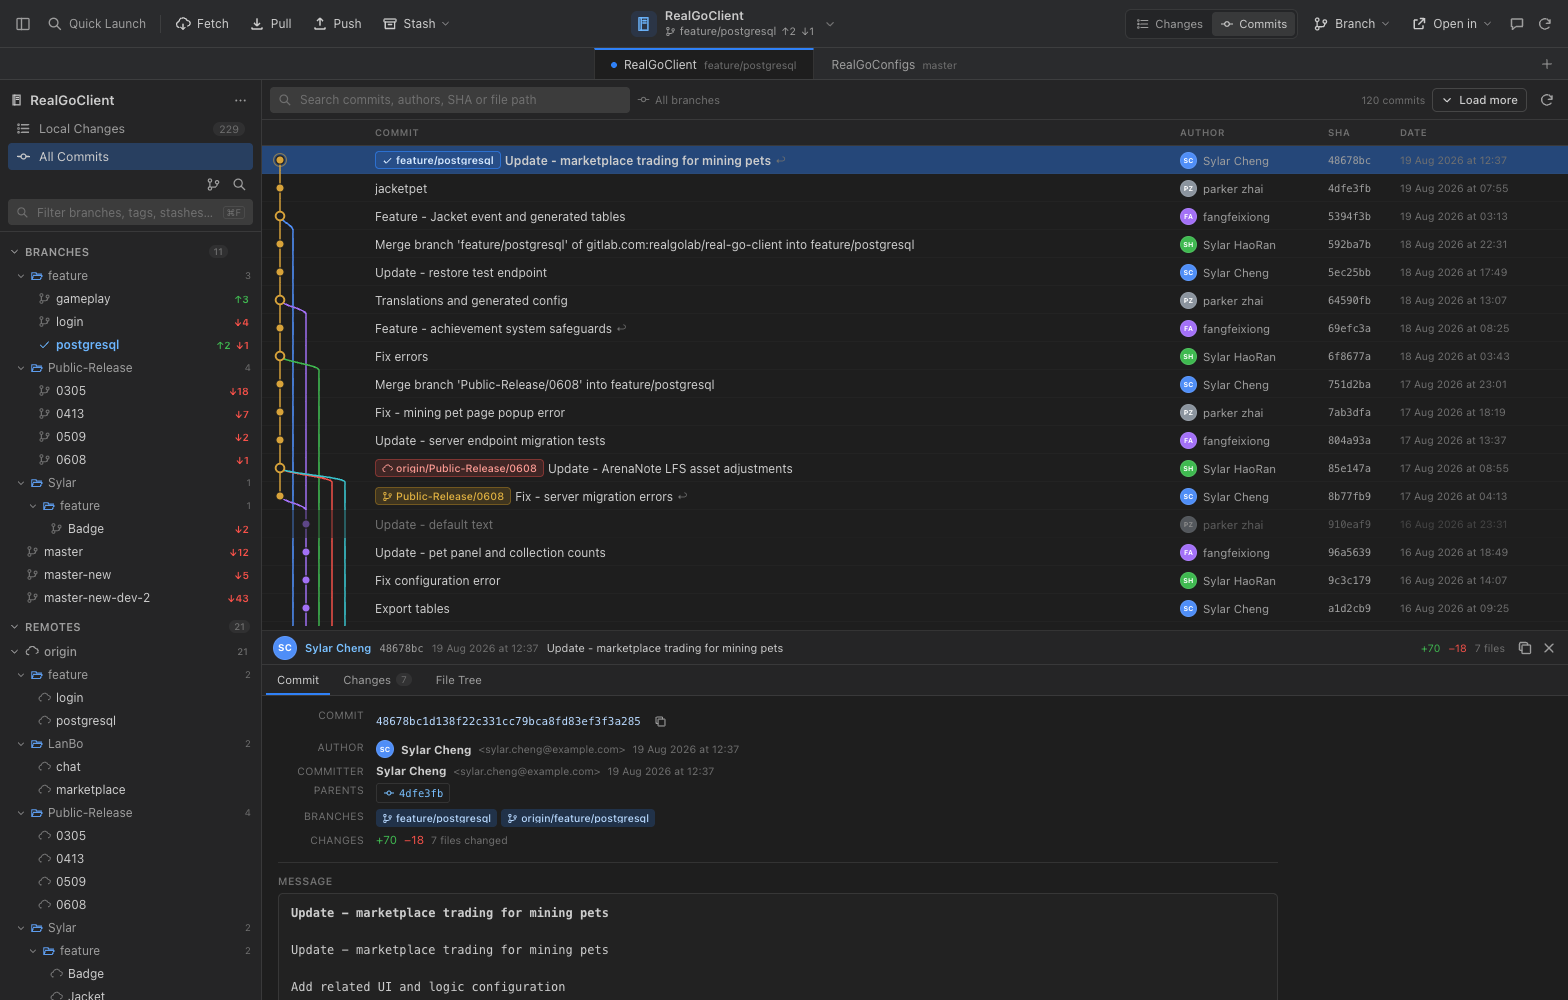 Quick Launch
Fetch
Pull
Push
Stash
RealGoClient
feature/postgresql ↑2 ↓1
Changes
Commits
Branch
Open in
RealGoClient feature/postgresql
RealGoConfigs master
RealGoClient
Local Changes 229
All Commits
Filter branches, tags, stashes... ⌘F
BRANCHES 11
feature 3
gameplay ↑3
login ↓4
postgresql ↑2 ↓1
Public-Release 4
0305 ↓18
0413 ↓7
0509 ↓2
0608 ↓1
Sylar 1
feature 1
Badge ↓2
master ↓12
master-new ↓5
master-new-dev-2 ↓43
REMOTES 21
origin 21
feature 2
login
postgresql
LanBo 2
chat
marketplace
Public-Release 4
0305
0413
0509
0608
Sylar 2
feature 2
Badge
Jacket
Search commits, authors, SHA or file path
All branches
120 commits
Load more
COMMIT AUTHOR SHA DATE
feature/postgresql Update - marketplace trading for mining pets SC Sylar Cheng 48678bc 19 Aug 2026 at 12:37
jacketpet PZ parker zhai 4dfe3fb 19 Aug 2026 at 07:55
Feature - Jacket event and generated tables FA fangfeixiong 5394f3b 19 Aug 2026 at 03:13
Merge branch 'feature/postgresql' of gitlab.com:realgolab/real-go-client into feature/postgresql SH Sylar HaoRan 592ba7b 18 Aug 2026 at 22:31
Update - restore test endpoint SC Sylar Cheng 5ec25bb 18 Aug 2026 at 17:49
Translations and generated config PZ parker zhai 64590fb 18 Aug 2026 at 13:07
Feature - achievement system safeguards FA fangfeixiong 69efc3a 18 Aug 2026 at 08:25
Fix errors SH Sylar HaoRan 6f8677a 18 Aug 2026 at 03:43
Merge branch 'Public-Release/0608' into feature/postgresql SC Sylar Cheng 751d2ba 17 Aug 2026 at 23:01
Fix - mining pet page popup error PZ parker zhai 7ab3dfa 17 Aug 2026 at 18:19
Update - server endpoint migration tests FA fangfeixiong 804a93a 17 Aug 2026 at 13:37
origin/Public-Release/0608 Update - ArenaNote LFS asset adjustments SH Sylar HaoRan 85e147a 17 Aug 2026 at 08:55
Public-Release/0608 Fix - server migration errors SC Sylar Cheng 8b77fb9 17 Aug 2026 at 04:13
Update - default text PZ parker zhai 910eaf9 16 Aug 2026 at 23:31
Update - pet panel and collection counts FA fangfeixiong 96a5639 16 Aug 2026 at 18:49
Fix configuration error SH Sylar HaoRan 9c3c179 16 Aug 2026 at 14:07
Export tables SC Sylar Cheng a1d2cb9 16 Aug 2026 at 09:25
SC Sylar Cheng 48678bc 19 Aug 2026 at 12:37 Update - marketplace trading for mining pets +70 −18 7 files
Commit
Changes 7
File Tree
COMMIT 48678bc1d138f22c331cc79bca8fd83ef3f3a285
AUTHOR SC Sylar Cheng <sylar.cheng@example.com> 19 Aug 2026 at 12:37
COMMITTER Sylar Cheng <sylar.cheng@example.com> 19 Aug 2026 at 12:37
PARENTS 4dfe3fb
BRANCHES feature/postgresql origin/feature/postgresql
CHANGES +70 −18 7 files changed
MESSAGE
Update - marketplace trading for mining pets
Update - marketplace trading for mining pets
Add related UI and logic configuration